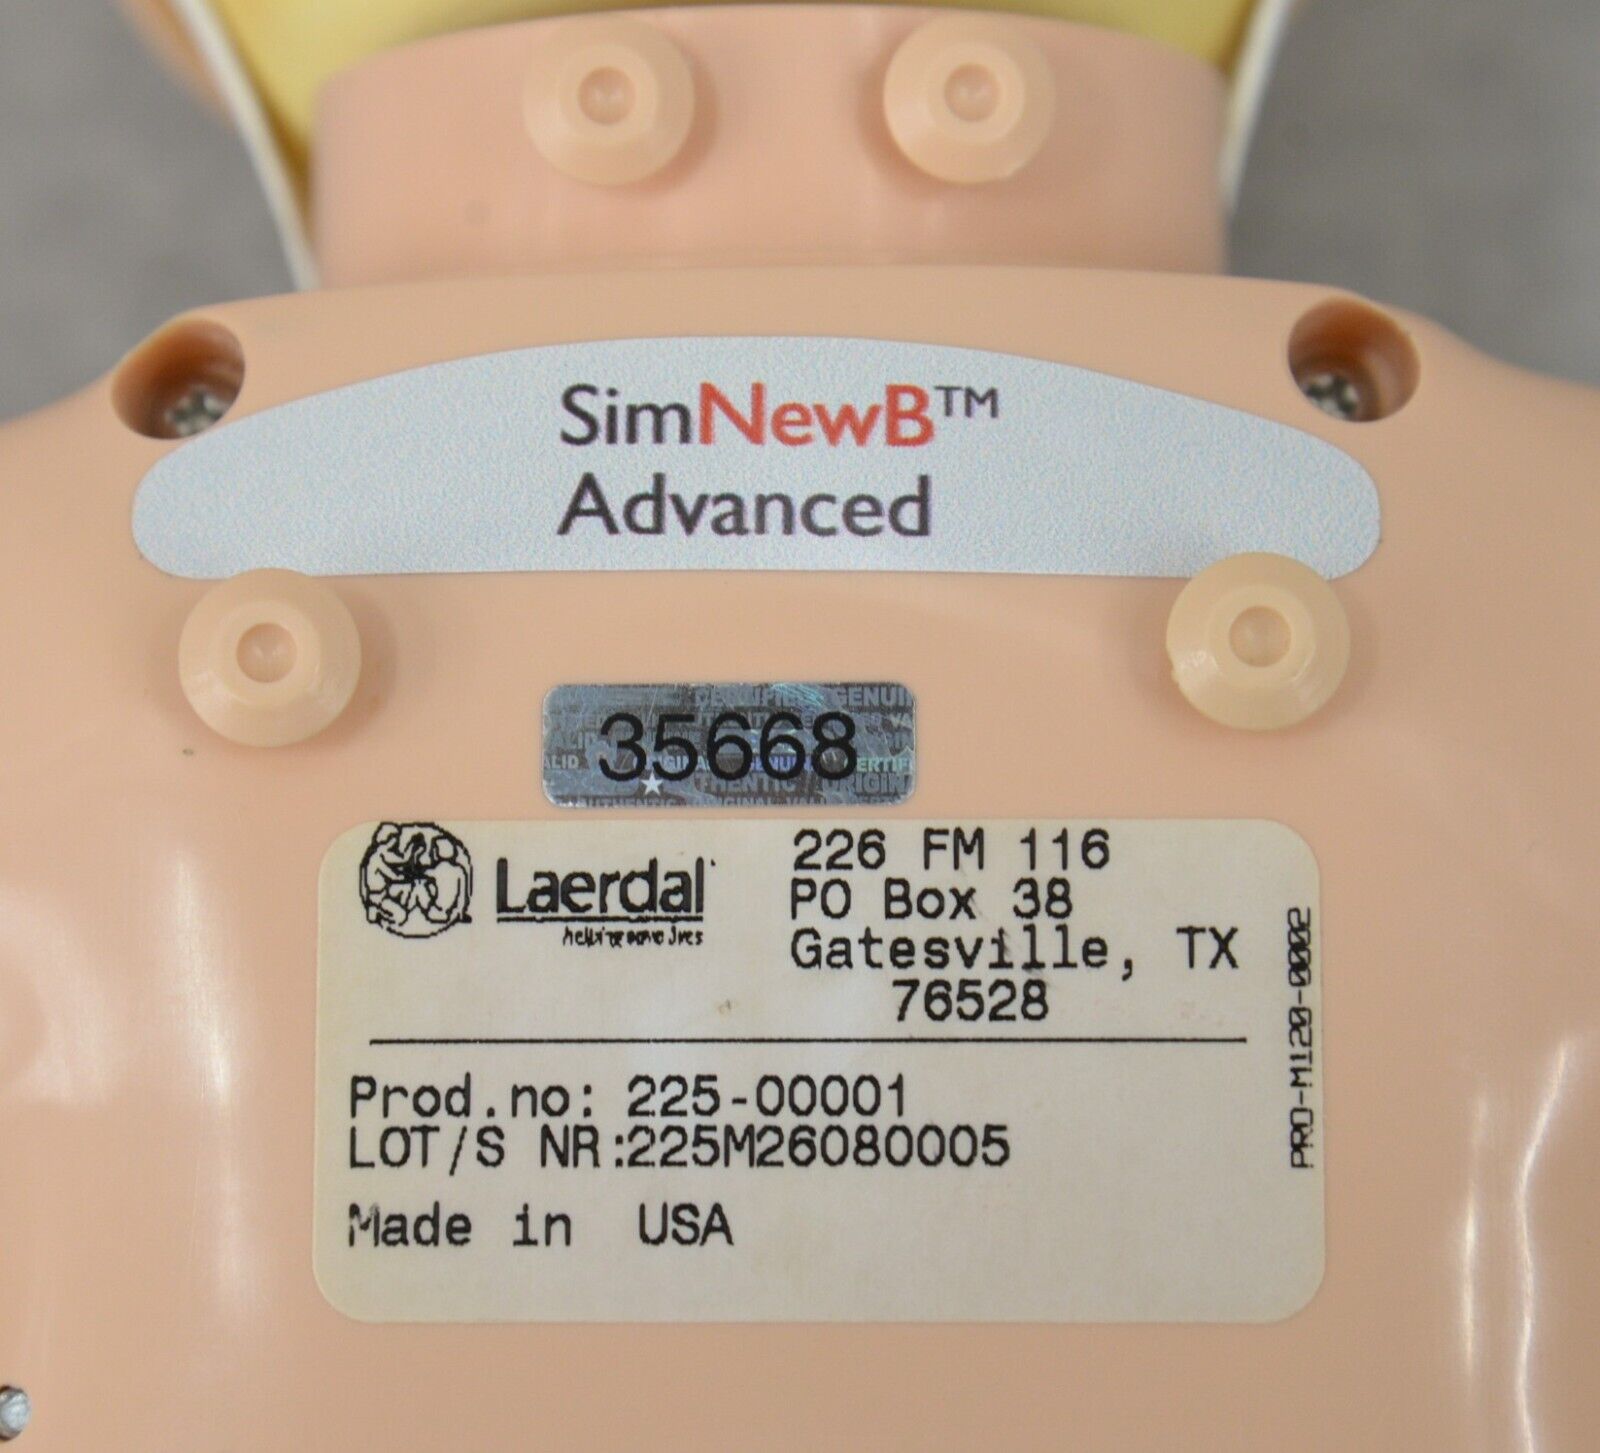 SimNewB™
Advanced
35668
Laerdal
226 FM 116
PO Box 38
Gatesville, TX
76528
Prod.no: 225-00001
LOT/S NR:225M26080005
Made in USA
PRO-M120-0002